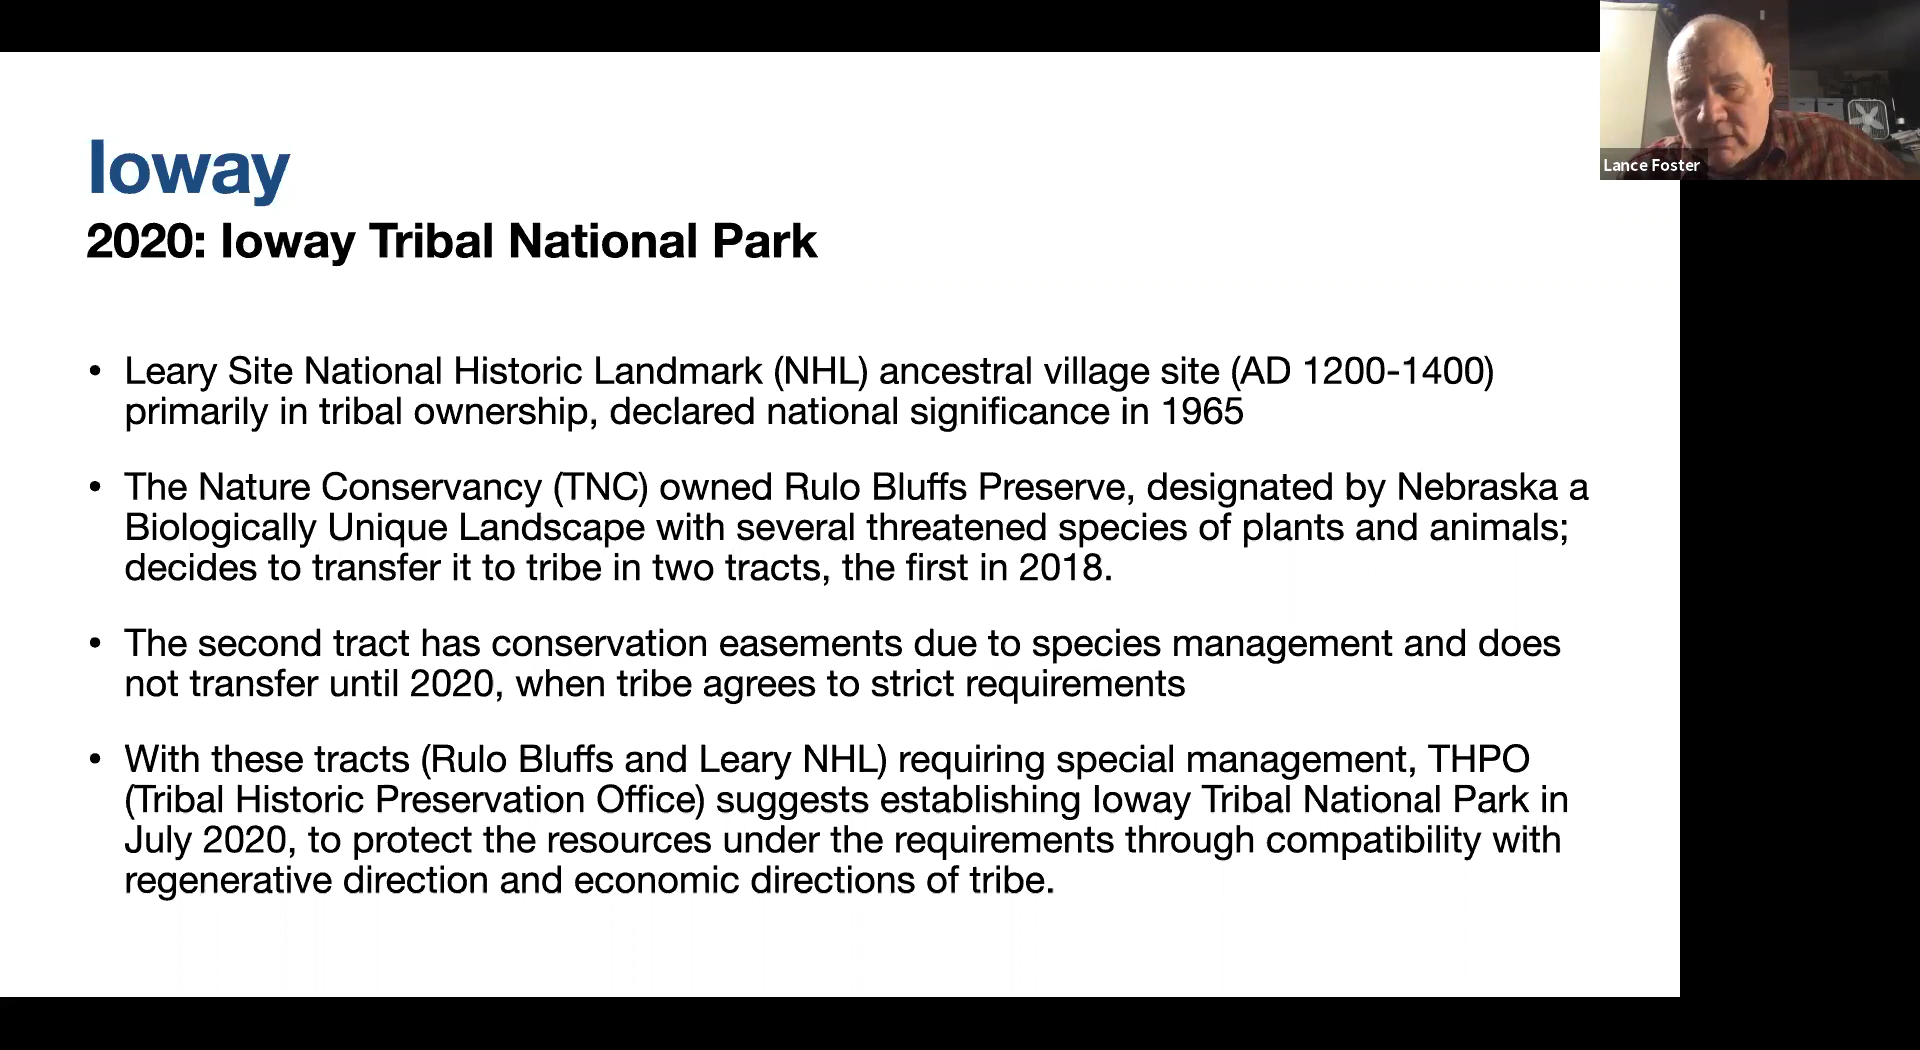 Ioway
2020: Ioway Tribal National Park
• Leary Site National Historic Landmark (NHL) ancestral village site (AD 1200-1400)
primarily in tribal ownership, declared national significance in 1965
• The Nature Conservancy (TNC) owned Rulo Bluffs Preserve, designated by Nebraska a
Biologically Unique Landscape with several threatened species of plants and animals;
decides to transfer it to tribe in two tracts, the first in 2018.
• The second tract has conservation easements due to species management and does
not transfer until 2020, when tribe agrees to strict requirements
• With these tracts (Rulo Bluffs and Leary NHL) requiring special management, THPO
(Tribal Historic Preservation Office) suggests establishing Ioway Tribal National Park in
July 2020, to protect the resources under the requirements through compatibility with
regenerative direction and economic directions of tribe.
Lance Foster